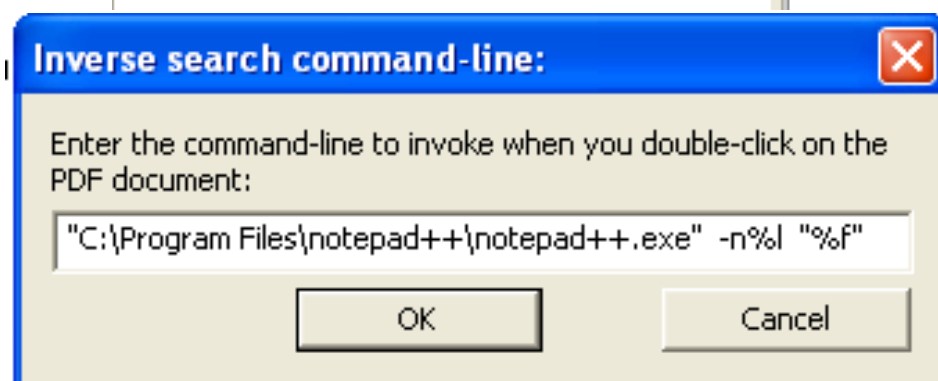 Inverse search command-line:
Enter the command-line to invoke when you double-click on the
PDF document:
"C:\Program Files\notepad++\notepad++.exe"  -n%l  "%f"
OK
Cancel